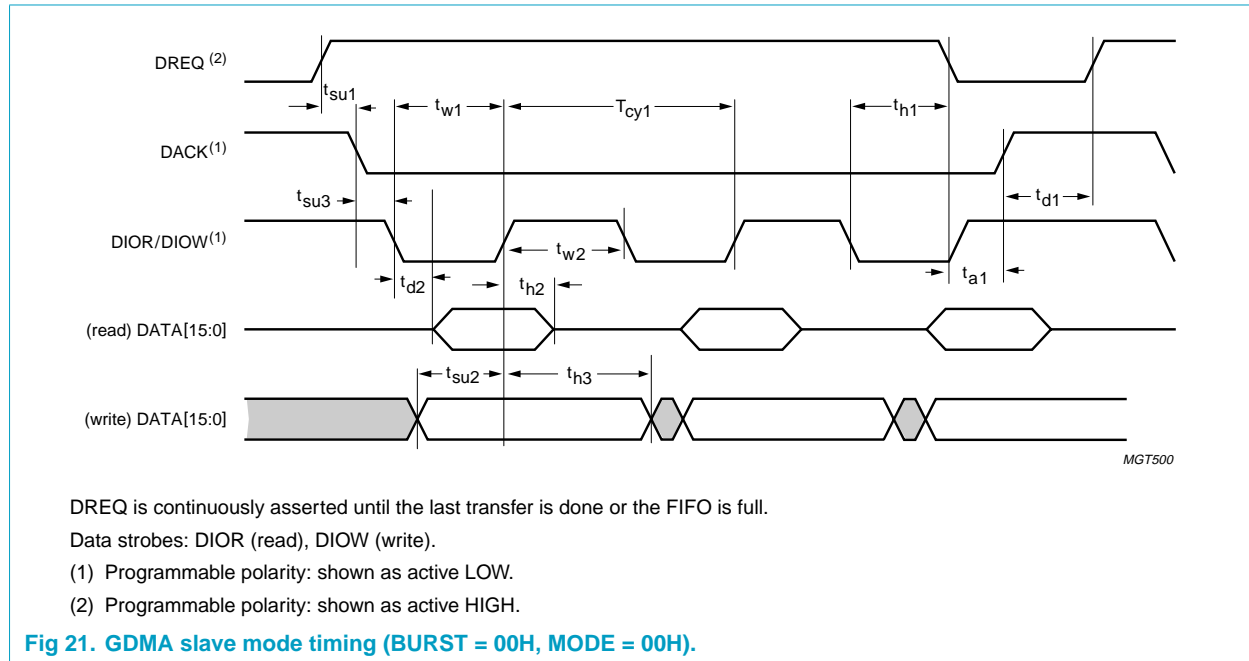 DREQ (2)
tsu1
tw1
Tcy1
th1
DACK(1)
tsu3
td1
DIOR/DIOW(1)
tw2
td2
th2
ta1
(read) DATA[15:0]
tsu2
th3
(write) DATA[15:0]
MGT500
DREQ is continuously asserted until the last transfer is done or the FIFO is full.
Data strobes: DIOR (read), DIOW (write).
(1) Programmable polarity: shown as active LOW.
(2) Programmable polarity: shown as active HIGH.
Fig 21. GDMA slave mode timing (BURST = 00H, MODE = 00H).